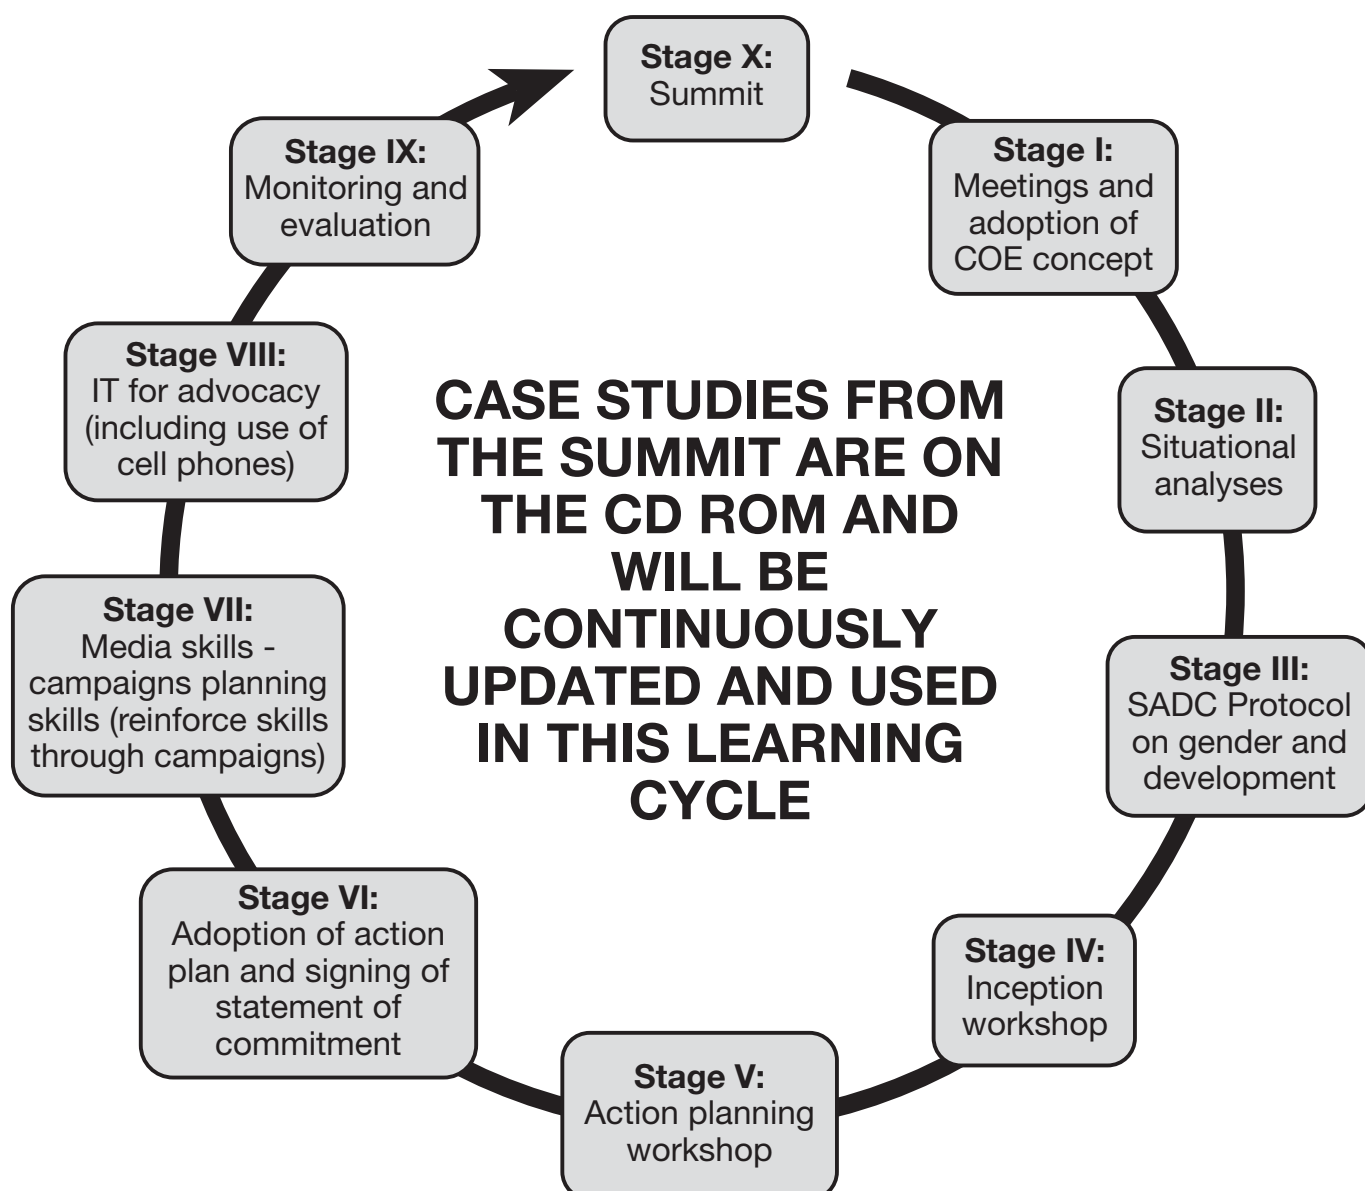 Stage X:
Summit
Stage I:
Meetings and
adoption of
COE concept
Stage II:
Situational
analyses
Stage III:
SADC Protocol
on gender and
development
Stage IV:
Inception
workshop
Stage V:
Action planning
workshop
Stage VI:
Adoption of action
plan and signing of
statement of
commitment
Stage VII:
Media skills -
campaigns planning
skills (reinforce skills
through campaigns)
Stage VIII:
IT for advocacy
(including use of
cell phones)
Stage IX:
Monitoring and
evaluation
CASE STUDIES FROM
THE SUMMIT ARE ON
THE CD ROM AND
WILL BE
CONTINUOUSLY
UPDATED AND USED
IN THIS LEARNING
CYCLE